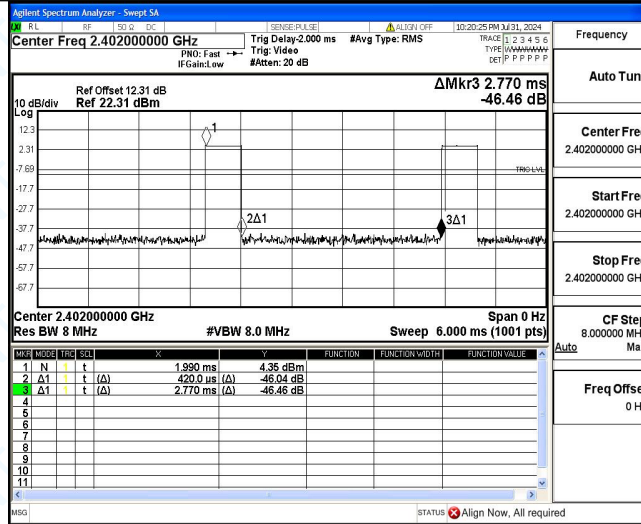 Agilent Spectrum Analyzer - Swept SA
LXI RL RF 50 Ω DC SENSE:PULSE ALIGN OFF 10:20:25 PM Jul 31, 2024
Center Freq 2.402000000 GHz
PNO: Fast
IFGain:Low
Trig Delay-2.000 ms
Trig: Video
#Atten: 20 dB
#Avg Type: RMS
TRACE 1 2 3 4 5 6
TYPE WWWWWW
DET P P P P P P
Ref Offset 12.31 dB
10 dB/div Ref 22.31 dBm
Log
ΔMkr3 2.770 ms
-46.46 dB
12.3
2.31
-7.69
-17.7
-27.7
-37.7
-47.7
-57.7
-67.7
1
TRIG LVL
2Δ1
3Δ1
Center 2.402000000 GHz Span 0 Hz
Res BW 8 MHz #VBW 8.0 MHz Sweep 6.000 ms (1001 pts)
MKR MODE TRC SCL X Y FUNCTION FUNCTION WIDTH FUNCTION VALUE
1 N 1 t 1.990 ms 4.35 dBm
2 Δ1 1 t (Δ) 420.0 µs (Δ) -46.04 dB
3 Δ1 1 t (Δ) 2.770 ms (Δ) -46.46 dB
4
5
6
7
8
9
10
11
MSG STATUS Align Now, All required
Frequency
Auto Tun
Center Fre
2.402000000 GH
Start Fre
2.402000000 GH
Stop Fre
2.402000000 GH
CF Step
8.000000 MH
Auto Ma
Freq Offse
0 H